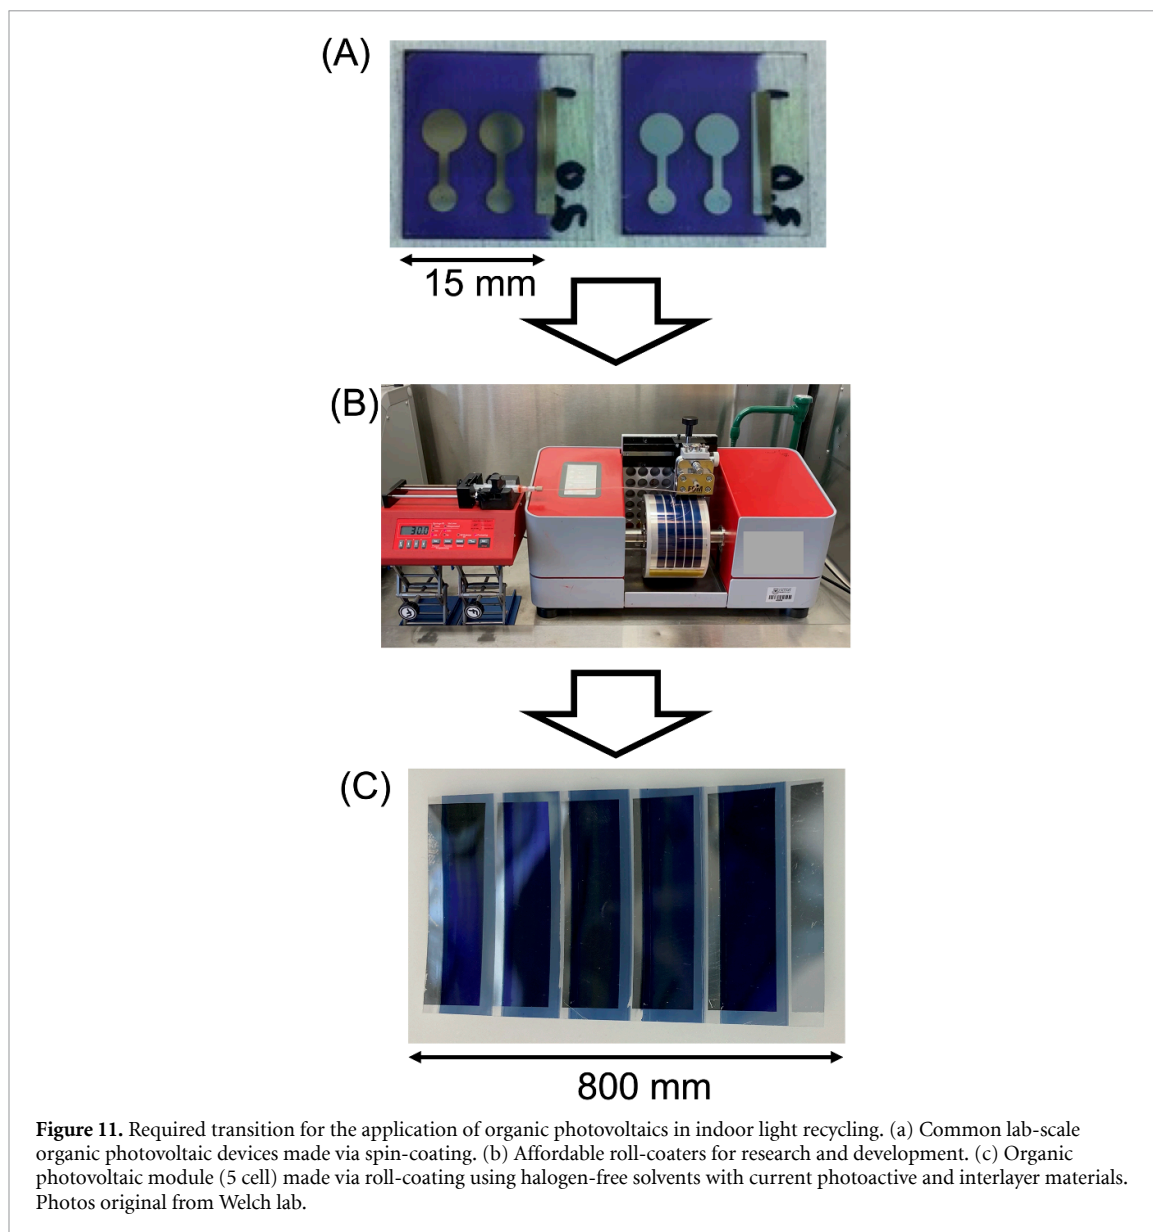 (A)
15 mm
(B)
30.0
(C)
800 mm
Figure 11. Required transition for the application of organic photovoltaics in indoor light recycling. (a) Common lab-scale
organic photovoltaic devices made via spin-coating. (b) Affordable roll-coaters for research and development. (c) Organic
photovoltaic module (5 cell) made via roll-coating using halogen-free solvents with current photoactive and interlayer materials.
Photos original from Welch lab.